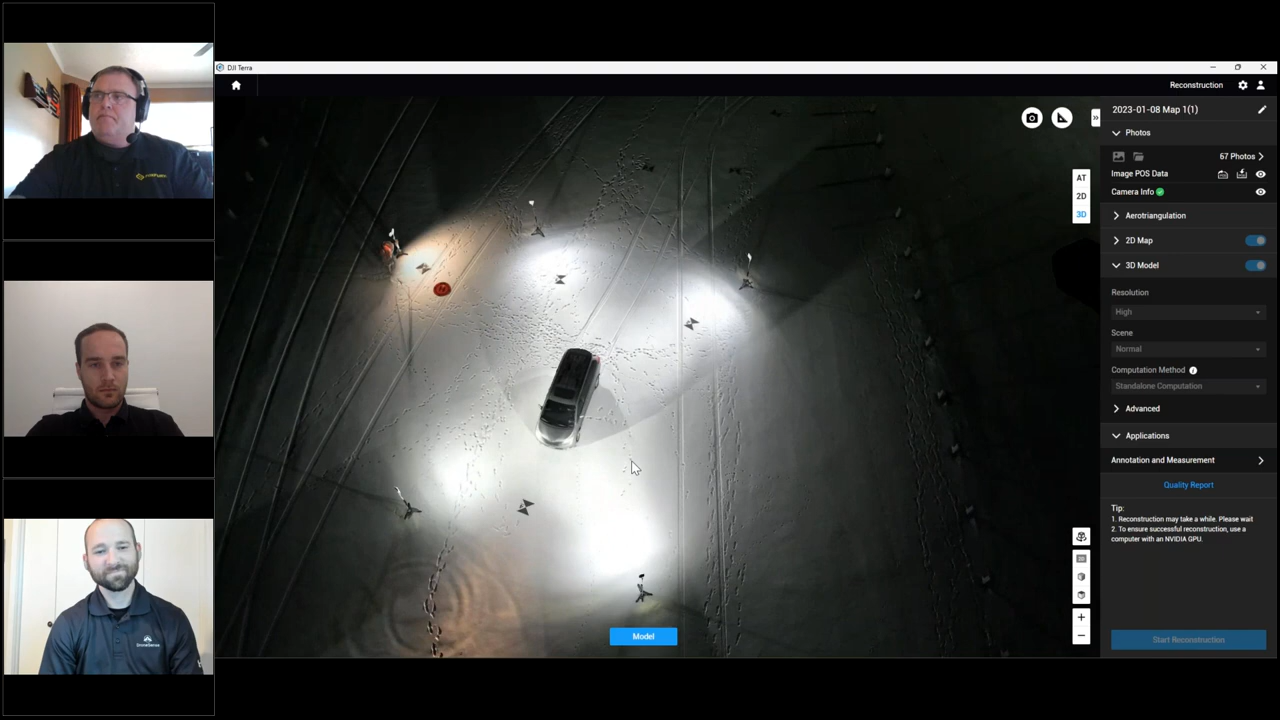 DJI Terra
Reconstruction
2023-01-08 Map 1(1)
Photos
67 Photos
Image POS Data
Camera Info
AT
2D
3D
Aerotriangulation
2D Map
3D Model
Resolution
High
Scene
Normal
Computation Method
Standalone Computation
Advanced
Applications
Annotation and Measurement
Quality Report
Tip:
1. Reconstruction may take a while. Please wait
2. To ensure successful reconstruction, use a
computer with an NVIDIA GPU.
Model
Start Reconstruction
DroneSense